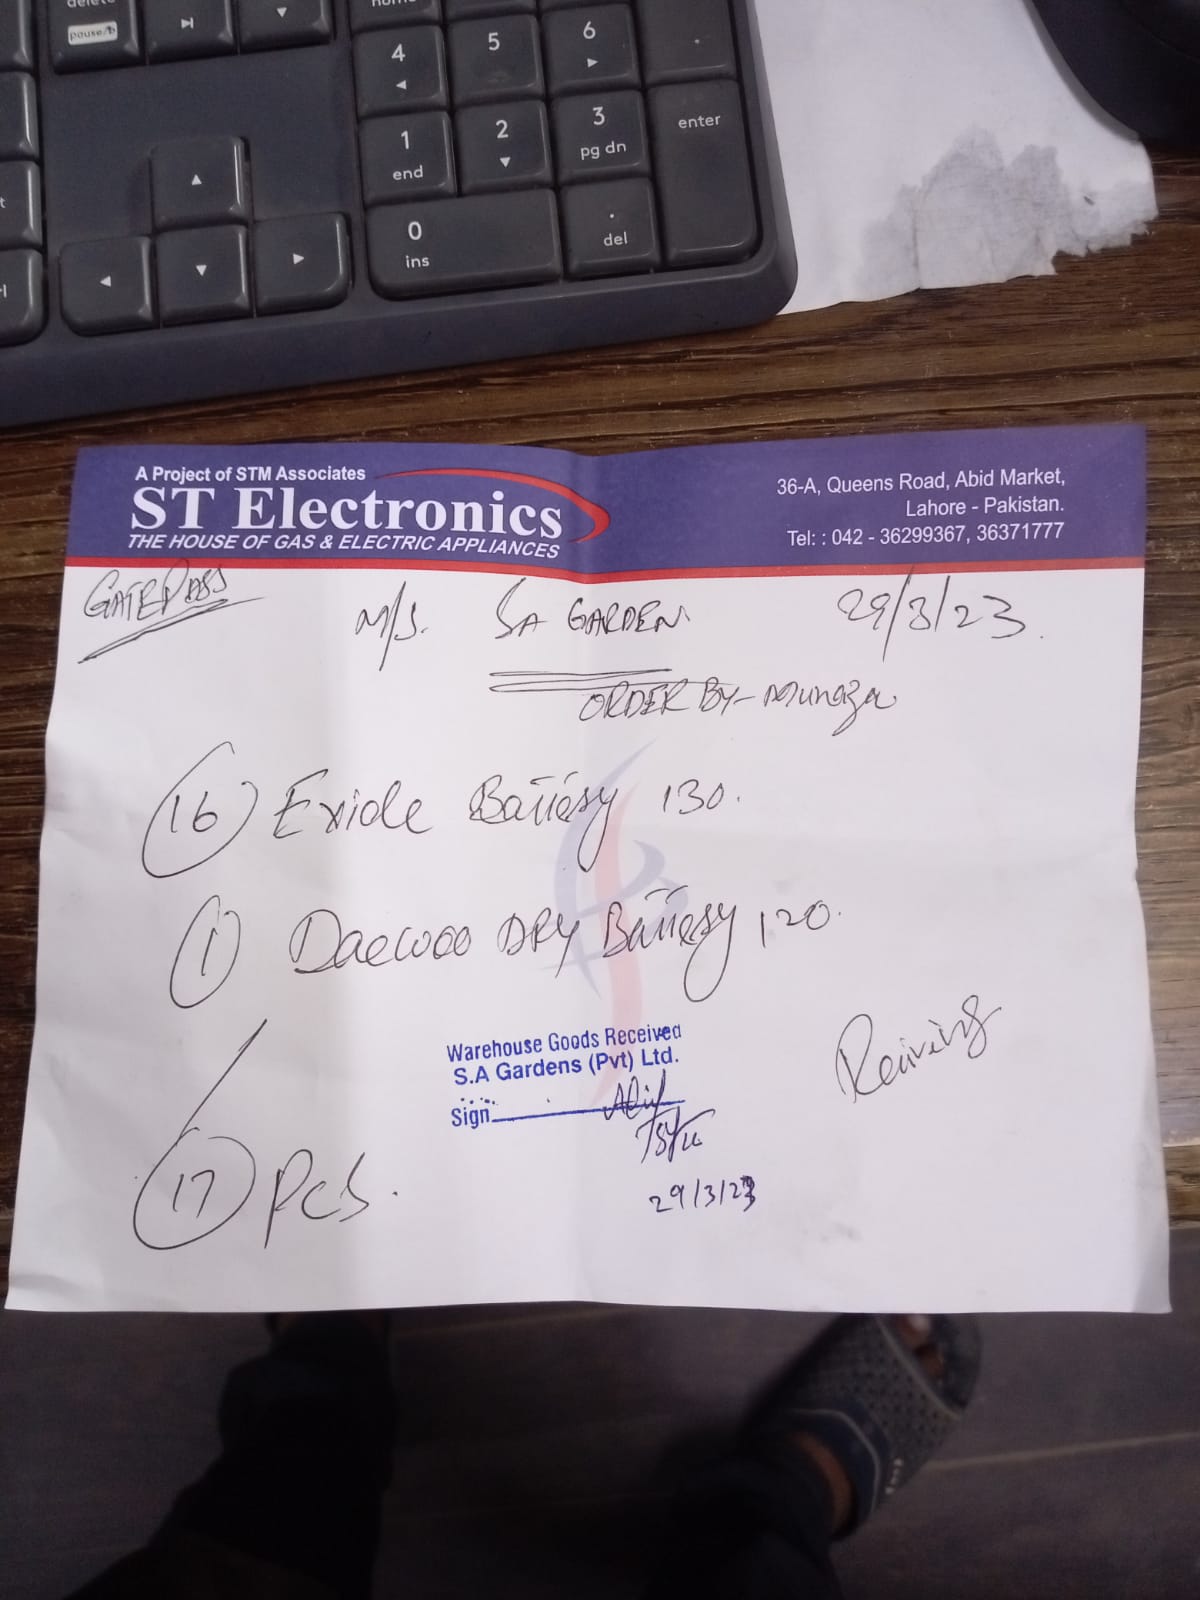 delete
pause/b
home
4
5
6
.
1
end
2
3
pg dn
enter
0
ins
.
del
A Project of STM Associates
ST Electronics
THE HOUSE OF GAS & ELECTRIC APPLIANCES
36-A, Queens Road, Abid Market,
Lahore - Pakistan.
Tel: : 042 - 36299367, 36371777
GATEPASS
M/S. SA GARDEN 29/3/23.
ORDER BY - Munaza
16 Exide Battery 130.
1 Daewoo DRY Battery 120.
Receiving
Warehouse Goods Received
S.A Gardens (Pvt) Ltd.
Sign
29/3/23
17 Pcs.